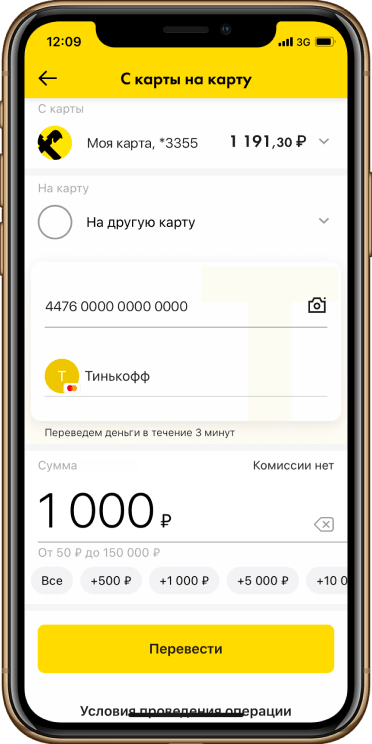 12:09
3G
С карты на карту
С карты
Моя карта, *3355
1 191,30 ₽
На карту
На другую карту
4476 0000 0000 0000
Т
Тинькофф
Переведем деньги в течение 3 минут
Сумма
Комиссии нет
1 000 ₽
От 50 ₽ до 150 000 ₽
Все
+500 ₽
+1 000 ₽
+5 000 ₽
+10 0
Перевести
Условия проведения операции